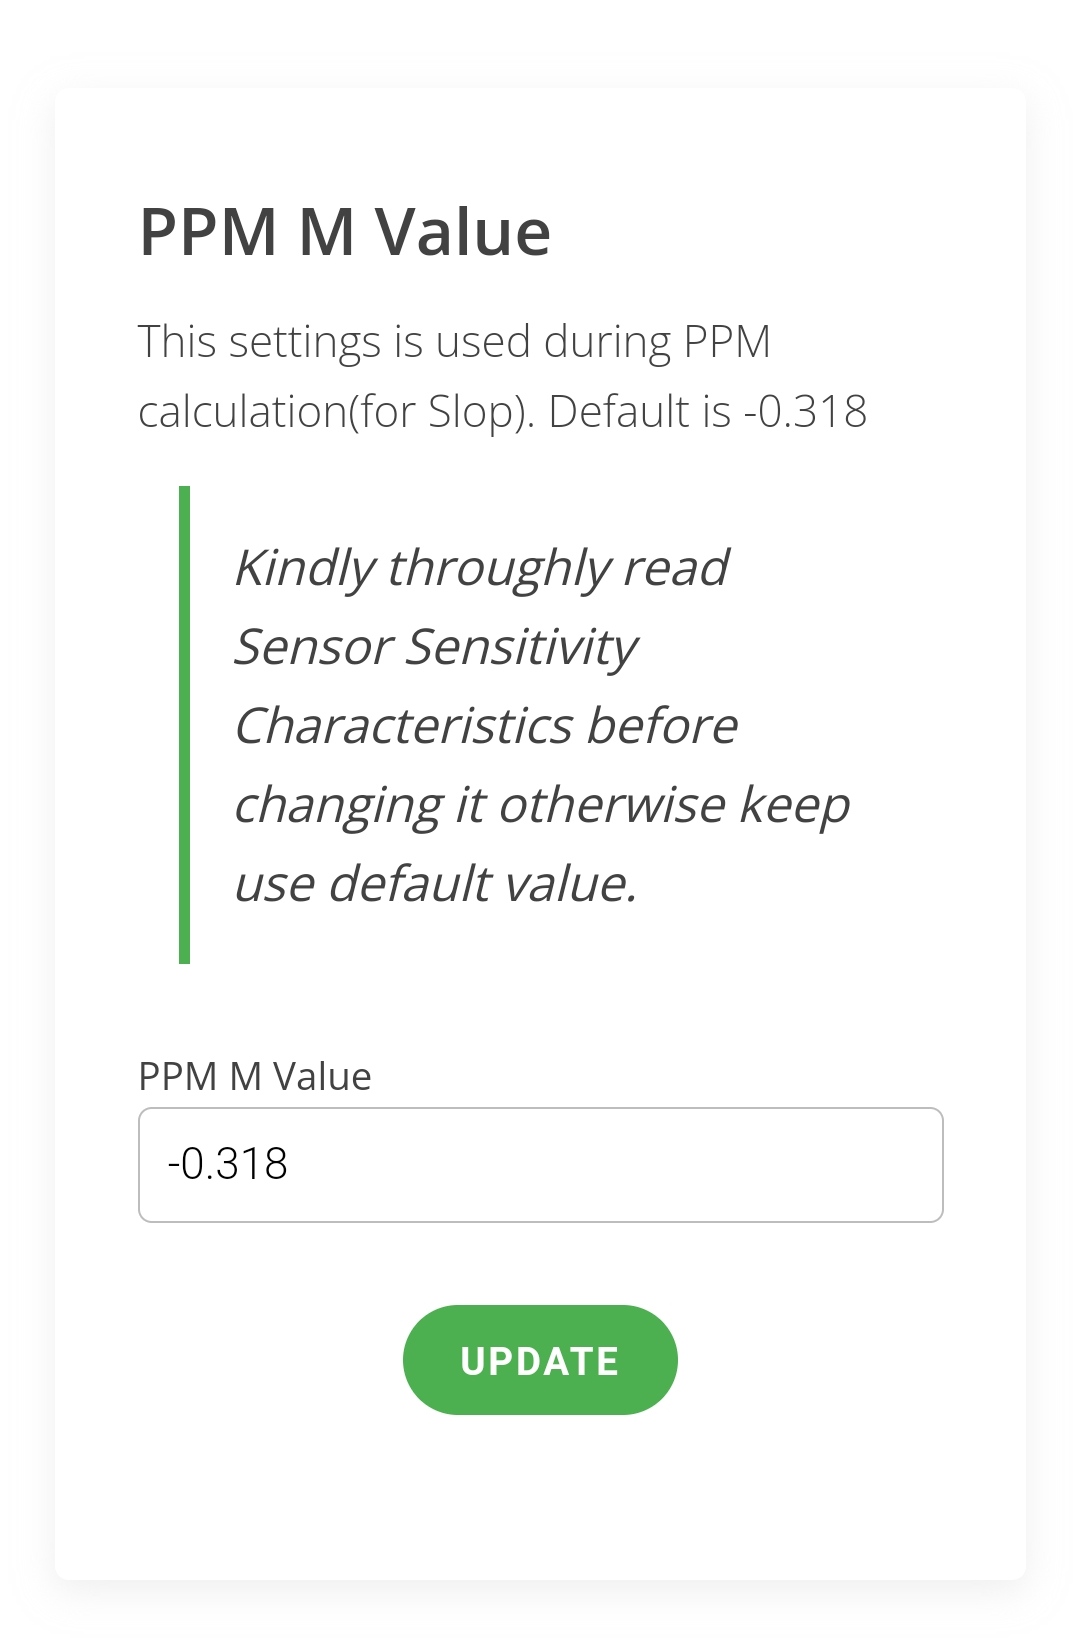 PPM M Value
This settings is used during PPM
calculation(for Slop). Default is -0.318
Kindly throughly read
Sensor Sensitivity
Characteristics before
changing it otherwise keep
use default value.
PPM M Value
-0.318
UPDATE